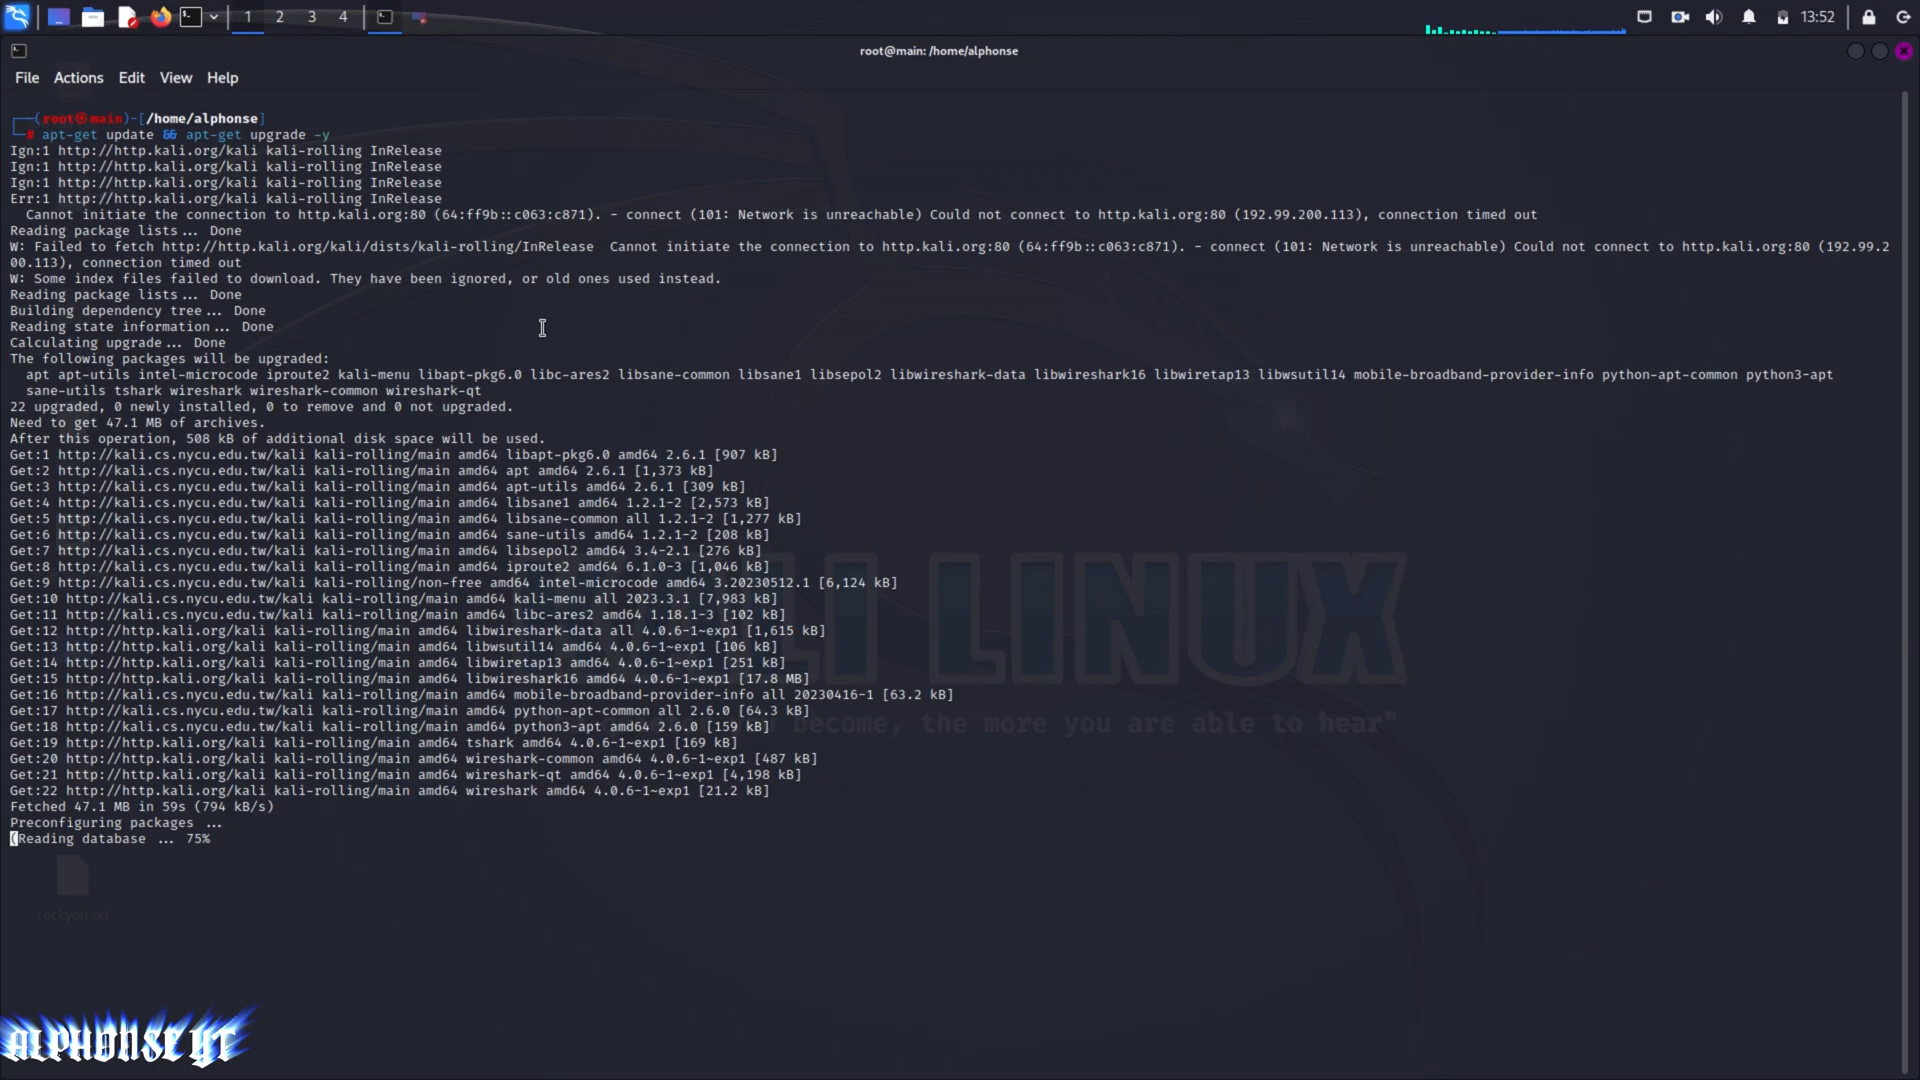 1 2 3 4 13:52
root@main: /home/alphonse
File Actions Edit View Help
┌──(root㉿main)-[/home/alphonse]
└─# apt-get update && apt-get upgrade -y
Ign:1 http://http.kali.org/kali kali-rolling InRelease
Ign:1 http://http.kali.org/kali kali-rolling InRelease
Ign:1 http://http.kali.org/kali kali-rolling InRelease
Err:1 http://http.kali.org/kali kali-rolling InRelease
Cannot initiate the connection to http.kali.org:80 (64:ff9b::c063:c871). - connect (101: Network is unreachable) Could not connect to http.kali.org:80 (192.99.200.113), connection timed out
Reading package lists... Done
W: Failed to fetch http://http.kali.org/kali/dists/kali-rolling/InRelease  Cannot initiate the connection to http.kali.org:80 (64:ff9b::c063:c871). - connect (101: Network is unreachable) Could not connect to http.kali.org:80 (192.99.2
00.113), connection timed out
W: Some index files failed to download. They have been ignored, or old ones used instead.
Reading package lists... Done
Building dependency tree... Done
Reading state information... Done
Calculating upgrade... Done
The following packages will be upgraded:
apt apt-utils intel-microcode iproute2 kali-menu libapt-pkg6.0 libc-ares2 libsane-common libsane1 libsepol2 libwireshark-data libwireshark16 libwiretap13 libwsutil14 mobile-broadband-provider-info python-apt-common python3-apt
sane-utils tshark wireshark wireshark-common wireshark-qt
22 upgraded, 0 newly installed, 0 to remove and 0 not upgraded.
Need to get 47.1 MB of archives.
After this operation, 508 kB of additional disk space will be used.
Get:1 http://kali.cs.nycu.edu.tw/kali kali-rolling/main amd64 libapt-pkg6.0 amd64 2.6.1 [907 kB]
Get:2 http://kali.cs.nycu.edu.tw/kali kali-rolling/main amd64 apt amd64 2.6.1 [1,373 kB]
Get:3 http://kali.cs.nycu.edu.tw/kali kali-rolling/main amd64 apt-utils amd64 2.6.1 [309 kB]
Get:4 http://kali.cs.nycu.edu.tw/kali kali-rolling/main amd64 libsane1 amd64 1.2.1-2 [2,573 kB]
Get:5 http://kali.cs.nycu.edu.tw/kali kali-rolling/main amd64 libsane-common all 1.2.1-2 [1,277 kB]
Get:6 http://kali.cs.nycu.edu.tw/kali kali-rolling/main amd64 sane-utils amd64 1.2.1-2 [208 kB]
Get:7 http://kali.cs.nycu.edu.tw/kali kali-rolling/main amd64 libsepol2 amd64 3.4-2.1 [276 kB]
Get:8 http://kali.cs.nycu.edu.tw/kali kali-rolling/main amd64 iproute2 amd64 6.1.0-3 [1,046 kB]
Get:9 http://kali.cs.nycu.edu.tw/kali kali-rolling/non-free amd64 intel-microcode amd64 3.20230512.1 [6,124 kB]
Get:10 http://kali.cs.nycu.edu.tw/kali kali-rolling/main amd64 kali-menu all 2023.3.1 [7,983 kB]
Get:11 http://kali.cs.nycu.edu.tw/kali kali-rolling/main amd64 libc-ares2 amd64 1.18.1-3 [102 kB]
Get:12 http://http.kali.org/kali kali-rolling/main amd64 libwireshark-data all 4.0.6-1~exp1 [1,615 kB]
Get:13 http://http.kali.org/kali kali-rolling/main amd64 libwsutil14 amd64 4.0.6-1~exp1 [106 kB]
Get:14 http://http.kali.org/kali kali-rolling/main amd64 libwiretap13 amd64 4.0.6-1~exp1 [251 kB]
Get:15 http://http.kali.org/kali kali-rolling/main amd64 libwireshark16 amd64 4.0.6-1~exp1 [17.8 MB]
Get:16 http://kali.cs.nycu.edu.tw/kali kali-rolling/main amd64 mobile-broadband-provider-info all 20230416-1 [63.2 kB]
Get:17 http://kali.cs.nycu.edu.tw/kali kali-rolling/main amd64 python-apt-common all 2.6.0 [64.3 kB]
Get:18 http://kali.cs.nycu.edu.tw/kali kali-rolling/main amd64 python3-apt amd64 2.6.0 [159 kB]
Get:19 http://http.kali.org/kali kali-rolling/main amd64 tshark amd64 4.0.6-1~exp1 [169 kB]
Get:20 http://http.kali.org/kali kali-rolling/main amd64 wireshark-common amd64 4.0.6-1~exp1 [487 kB]
Get:21 http://http.kali.org/kali kali-rolling/main amd64 wireshark-qt amd64 4.0.6-1~exp1 [4,198 kB]
Get:22 http://http.kali.org/kali kali-rolling/main amd64 wireshark amd64 4.0.6-1~exp1 [21.2 kB]
Fetched 47.1 MB in 59s (794 kB/s)
Preconfiguring packages ...
(Reading database ... 75%
LI LINUX
become, the more you are able to hear"
rockyou.txt
ALPHONSE YT